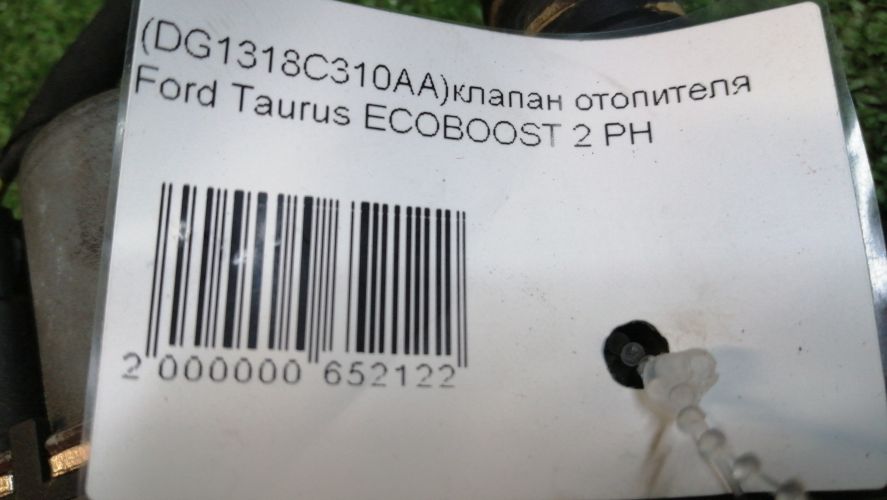 (DG1318C310AA)клапан отопителя
Ford Taurus ECOBOOST 2 PH
2 000000 652122